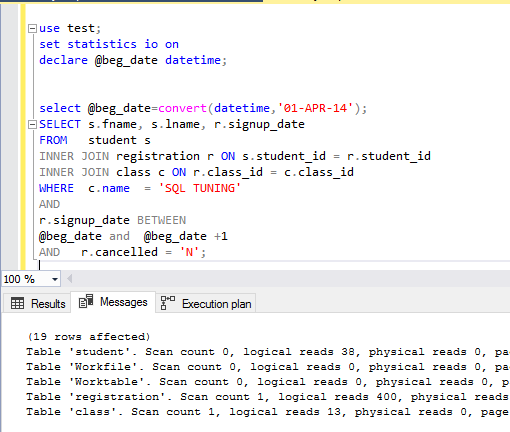 use test;
set statistics io on
declare @beg_date datetime;
select @beg_date=convert(datetime,'01-APR-14');
SELECT s.fname, s.lname, r.signup_date
FROM   student s
INNER JOIN registration r ON s.student_id = r.student_id
INNER JOIN class c ON r.class_id = c.class_id
WHERE  c.name  = 'SQL TUNING'
AND
r.signup_date BETWEEN
@beg_date and  @beg_date +1
AND   r.cancelled = 'N';
100 %
Results Messages Execution plan
(19 rows affected)
Table 'student'. Scan count 0, logical reads 38, physical reads 0, pa
Table 'Workfile'. Scan count 0, logical reads 0, physical reads 0, pa
Table 'Worktable'. Scan count 0, logical reads 0, physical reads 0, p
Table 'registration'. Scan count 1, logical reads 400, physical reads
Table 'class'. Scan count 1, logical reads 13, physical reads 0, page